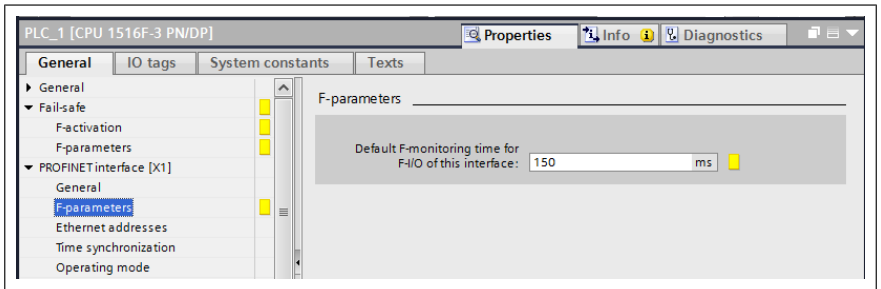 PLC_1 [CPU 1516F-3 PN/DP]
Properties
Info
Diagnostics
General
IO tags
System constants
Texts
General
Fail-safe
F-activation
F-parameters
PROFINET interface [X1]
General
F-parameters
Ethernet addresses
Time synchronization
Operating mode
F-parameters
Default F-monitoring time for
F-I/O of this interface: 150 ms